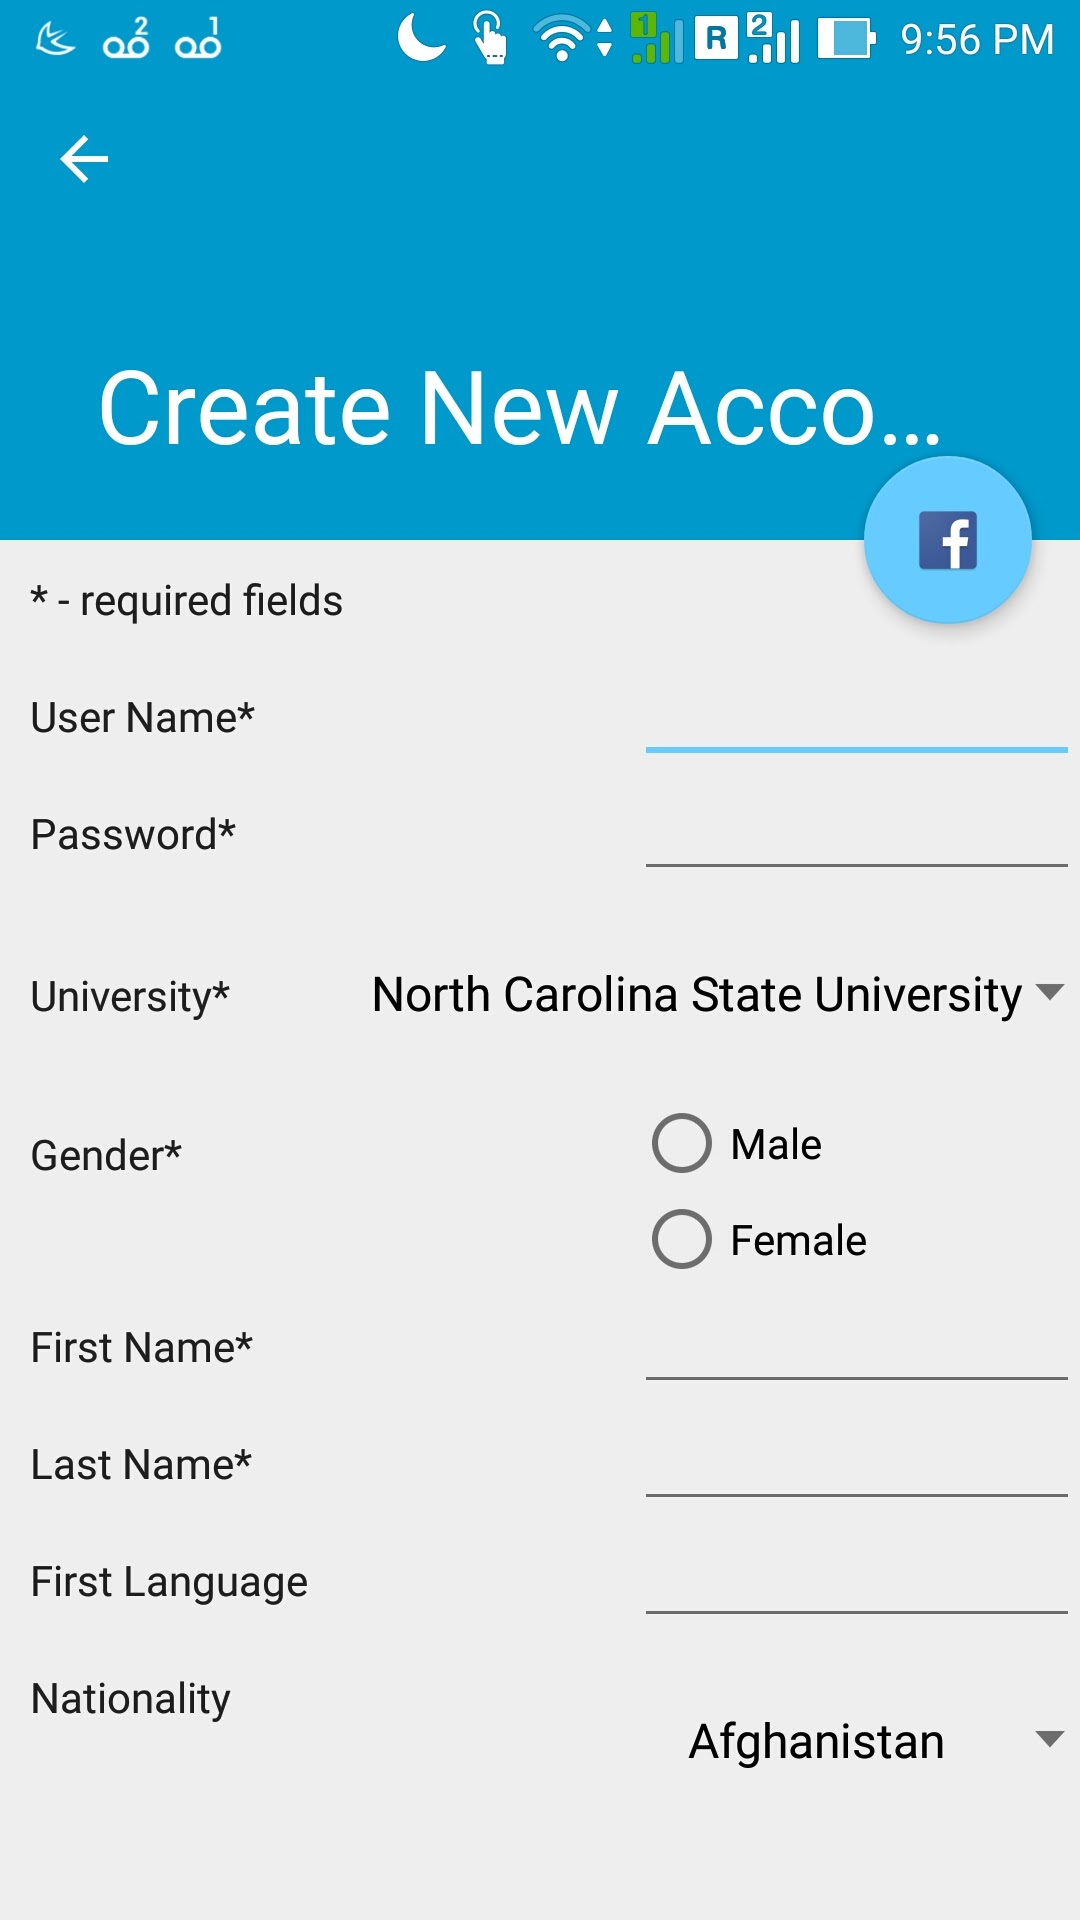 2 1 1 R 2 9:56 PM
Create New Acco...
f
* - required fields
User Name*
Password*
University* North Carolina State University
Gender* Male
Female
First Name*
Last Name*
First Language
Nationality
Afghanistan